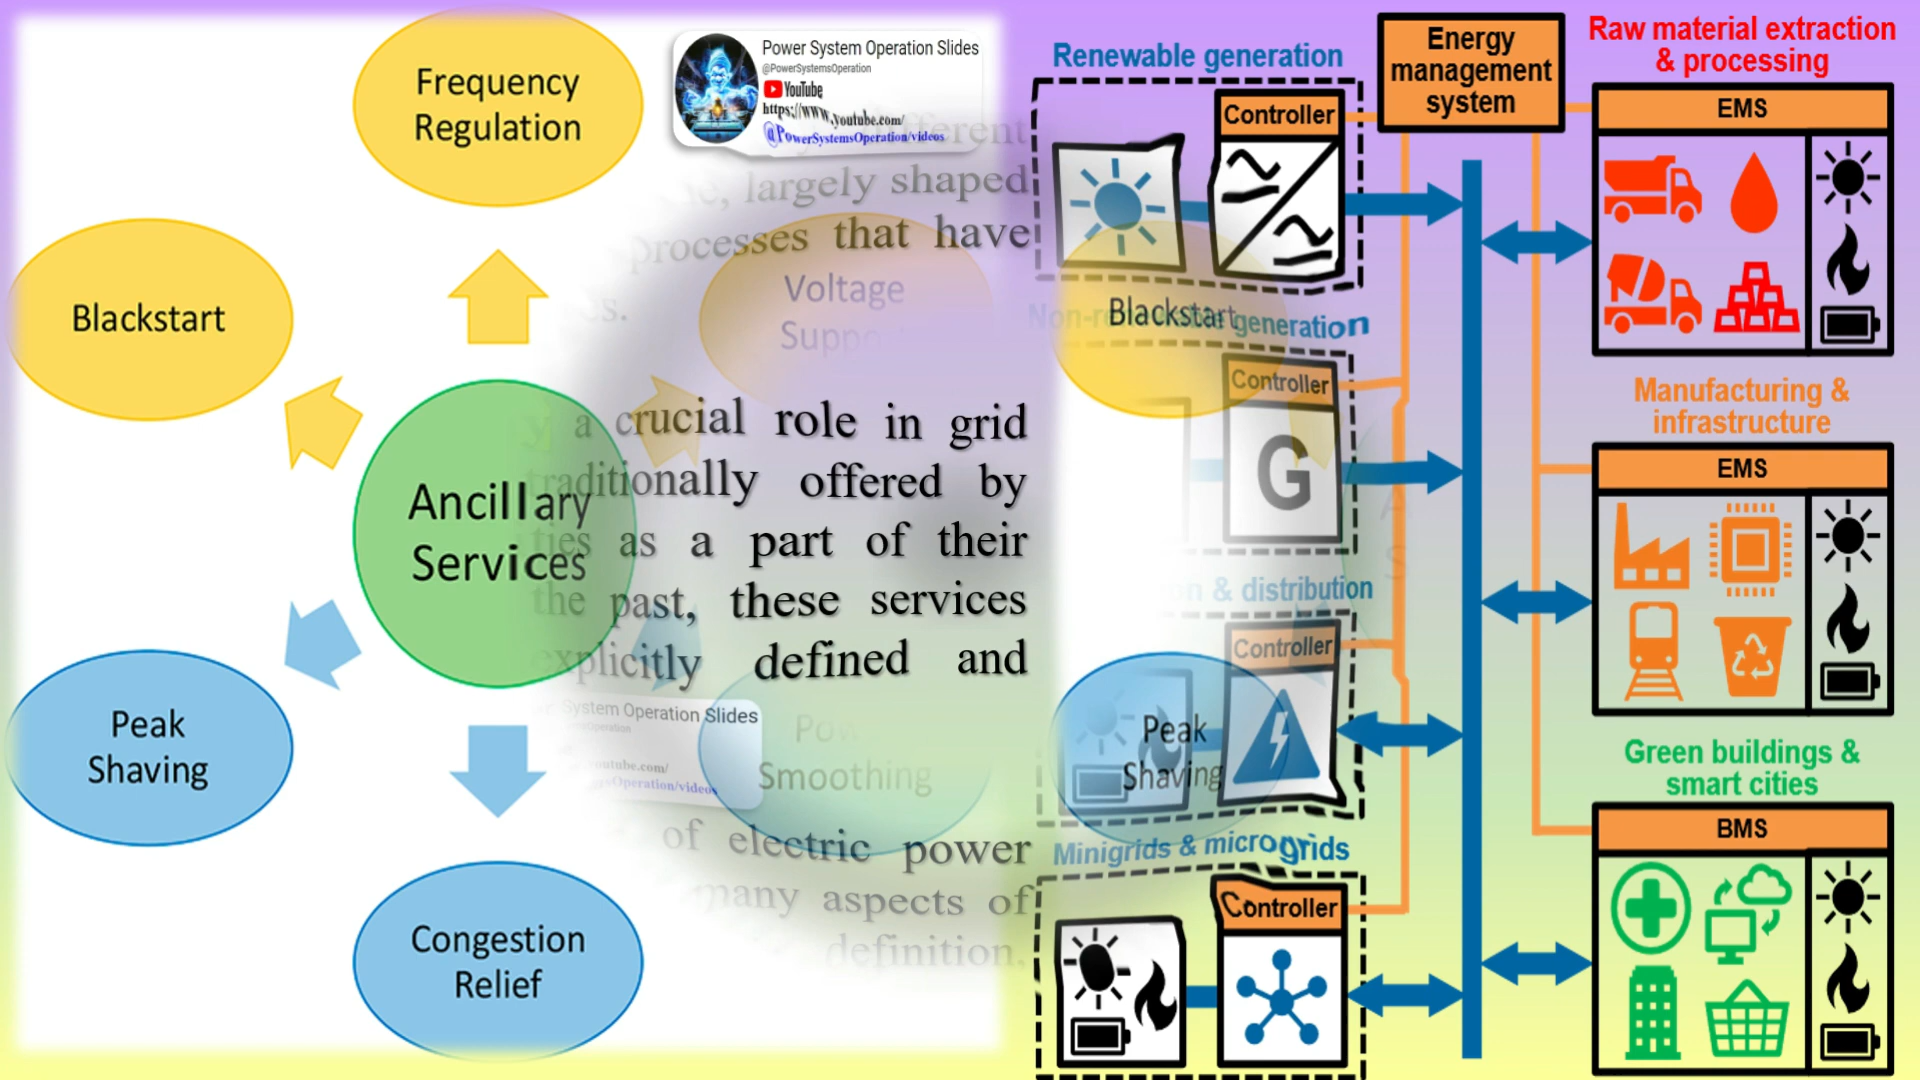 Frequency
Regulation
Blackstart
Ancillary
Services
Peak
Shaving
Congestion
Relief
Power System Operation Slides
@PowerSystemsOperation
YouTube
https://www.youtube.com/
@PowerSystemsOperation/videos
largely shaped
processes that have
Voltage
a crucial role in grid
traditionally offered by
as a part of their
the past, these services
explicitly defined and
System Operation Slides
Smoothing
of electric power
many aspects of
definition,
Renewable generation
Controller
Blackstart
generation
Controller
G
& distribution
Controller
Peak
Shaving
Minigrids & microgrids
Controller
Energy
management
system
Raw material extraction
& processing
EMS
Manufacturing &
infrastructure
EMS
Green buildings &
smart cities
BMS